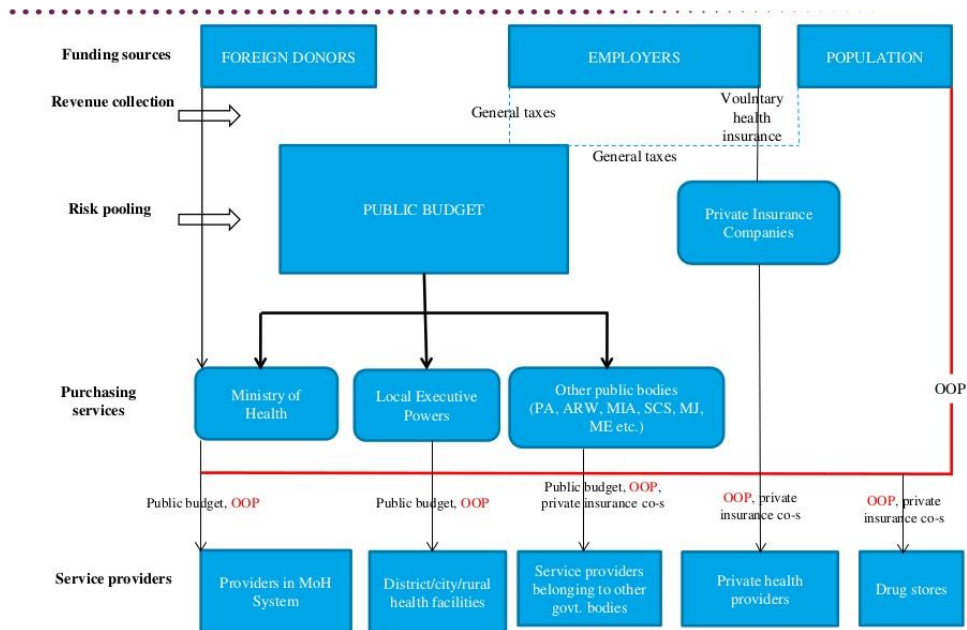 Funding sources
FOREIGN DONORS
EMPLOYERS
POPULATION
Revenue collection
General taxes
Voulntary
health
insurance
General taxes
Risk pooling
PUBLIC BUDGET
Private Insurance
Companies
Purchasing
services
Ministry of
Health
Local Executive
Powers
Other public bodies
(PA, ARW, MIA, SCS, MJ,
ME etc.)
OOP
Public budget, OOP
Public budget, OOP
Public budget, OOP,
private insurance co-s
OOP, private
insurance co-s
OOP, private
insurance co-s
Service providers
Providers in MoH
System
District/city/rural
health facilities
Service providers
belonging to other
govt. bodies
Private health
providers
Drug stores